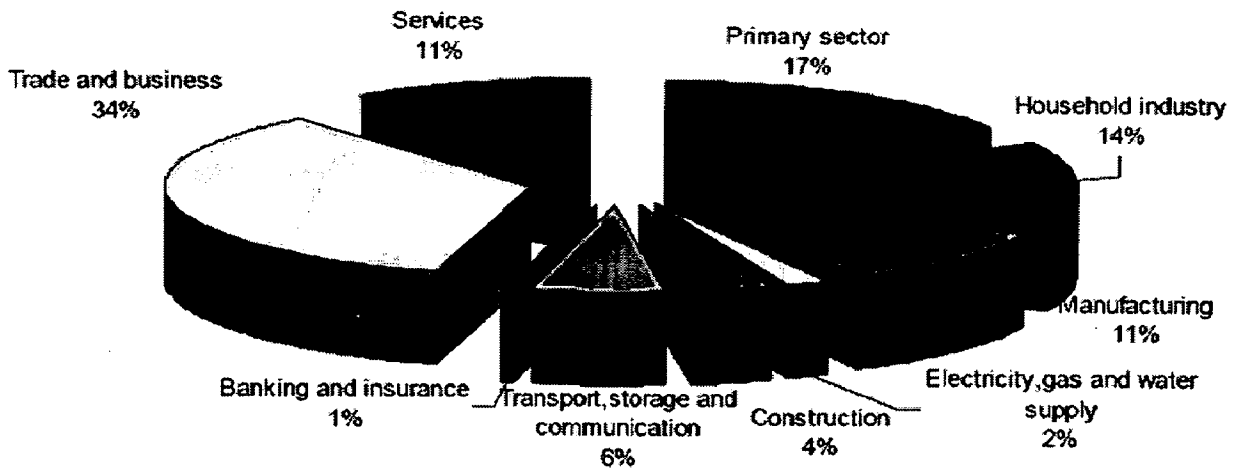 Services
11%
Primary sector
17%
Trade and business
34%
Household industry
14%
Manufacturing
11%
Electricity,gas and water
supply
2%
Construction
4%
Transport,storage and
communication
6%
Banking and insurance
1%